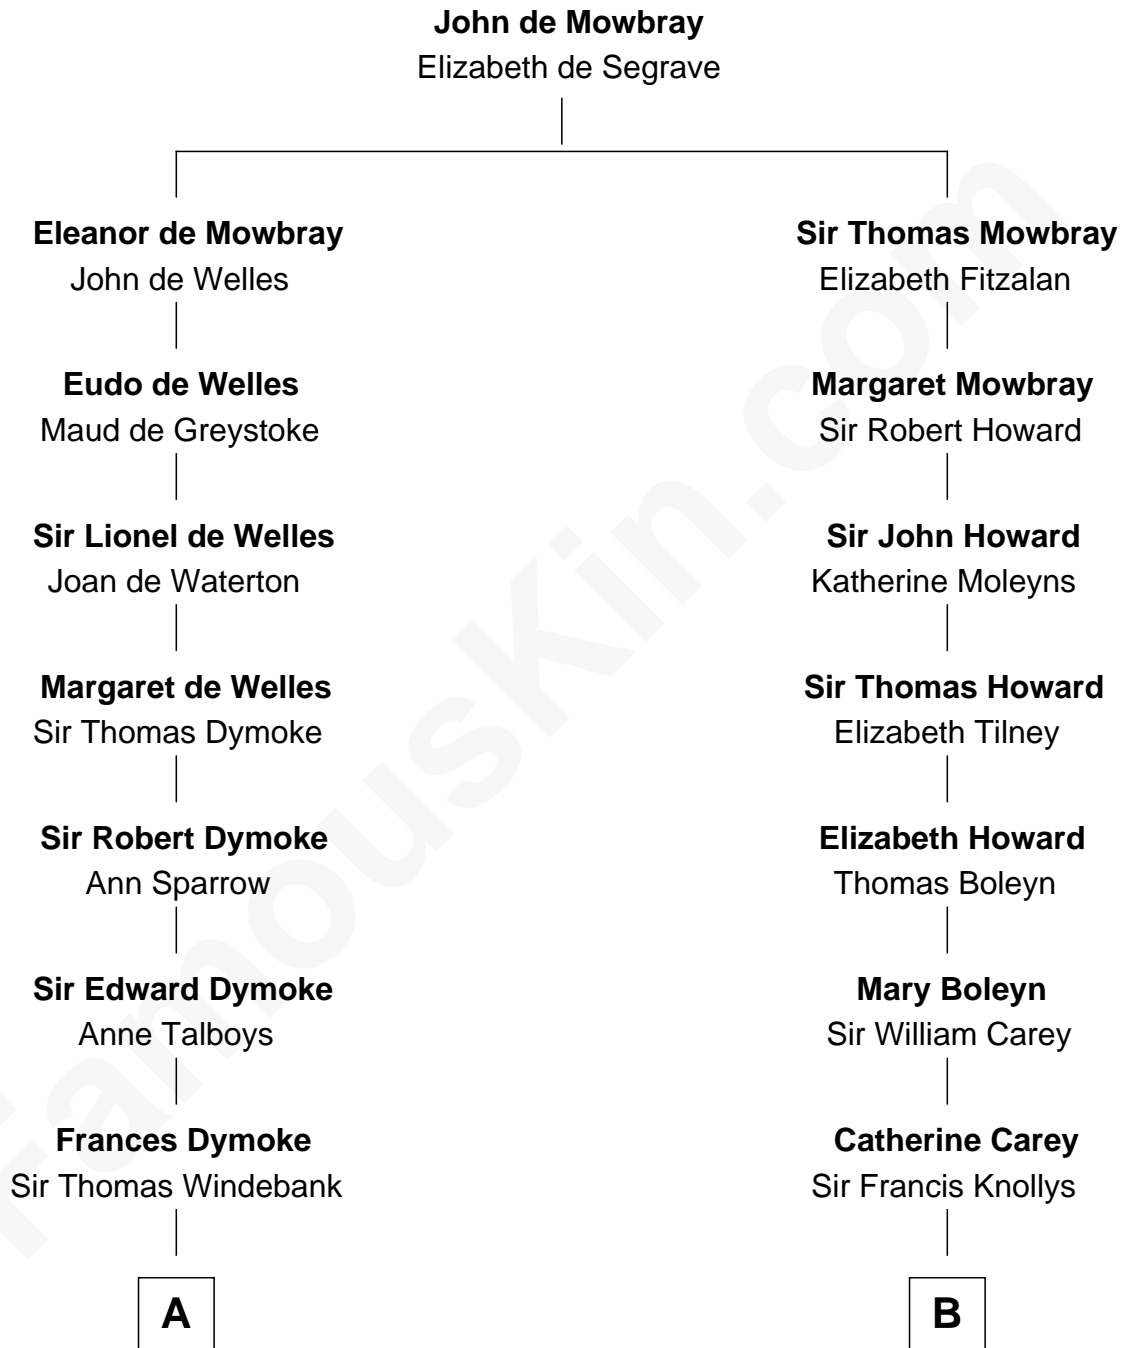 John de Mowbray
Elizabeth de Segrave
Eleanor de Mowbray
John de Welles
Sir Thomas Mowbray
Elizabeth Fitzalan
Eudo de Welles
Maud de Greystoke
Margaret Mowbray
Sir Robert Howard
Sir Lionel de Welles
Joan de Waterton
Sir John Howard
Katherine Moleyns
Margaret de Welles
Sir Thomas Dymoke
Sir Thomas Howard
Elizabeth Tilney
Sir Robert Dymoke
Ann Sparrow
Elizabeth Howard
Thomas Boleyn
Sir Edward Dymoke
Anne Talboys
Mary Boleyn
Sir William Carey
Frances Dymoke
Sir Thomas Windebank
Catherine Carey
Sir Francis Knollys
A
B
FamousKin.com